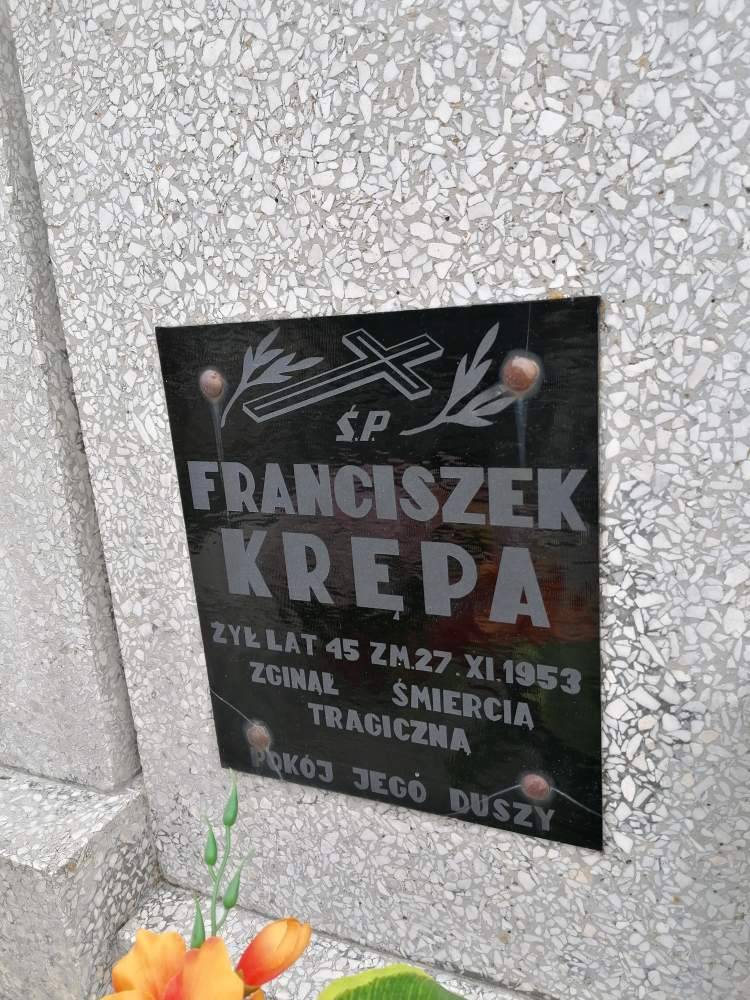 Ś.P.
FRANCISZEK
KRĘPA
ŻYŁ LAT 45 ZM.27.XI.1953
ZGINĄŁ ŚMIERCIĄ
TRAGICZNĄ
POKÓJ JEGO DUSZY